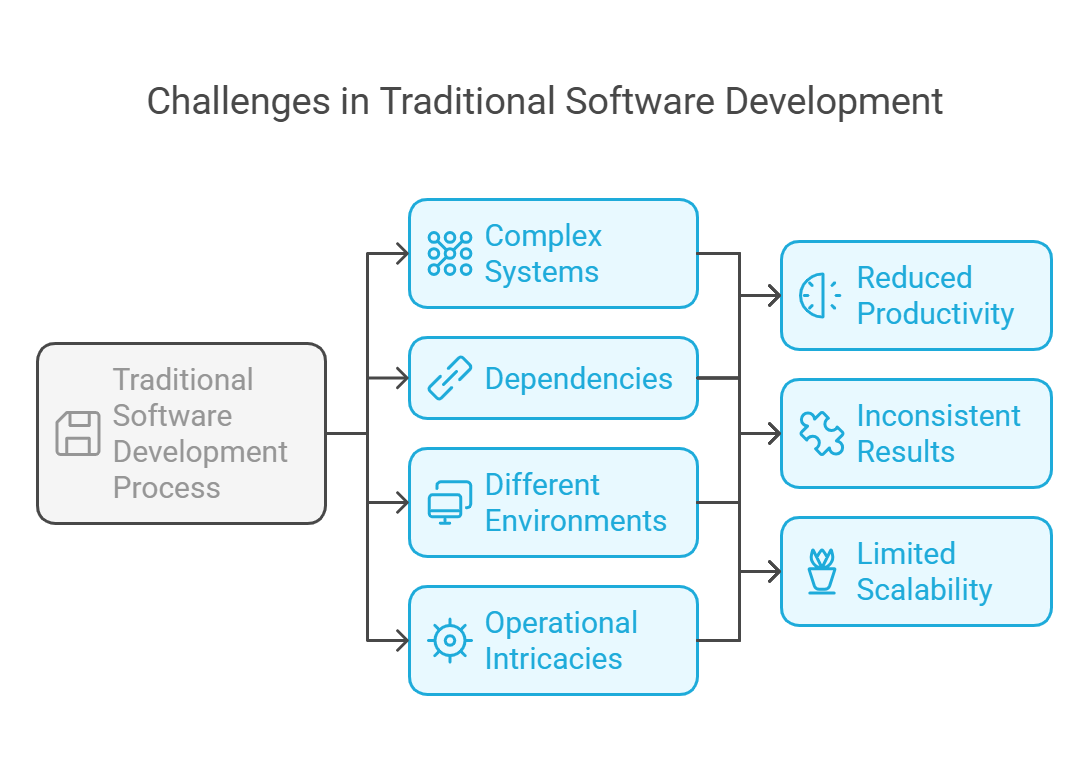 Challenges in Traditional Software Development
Traditional
Software
Development
Process
Complex
Systems
Dependencies
Different
Environments
Operational
Intricacies
Reduced
Productivity
Inconsistent
Results
Limited
Scalability